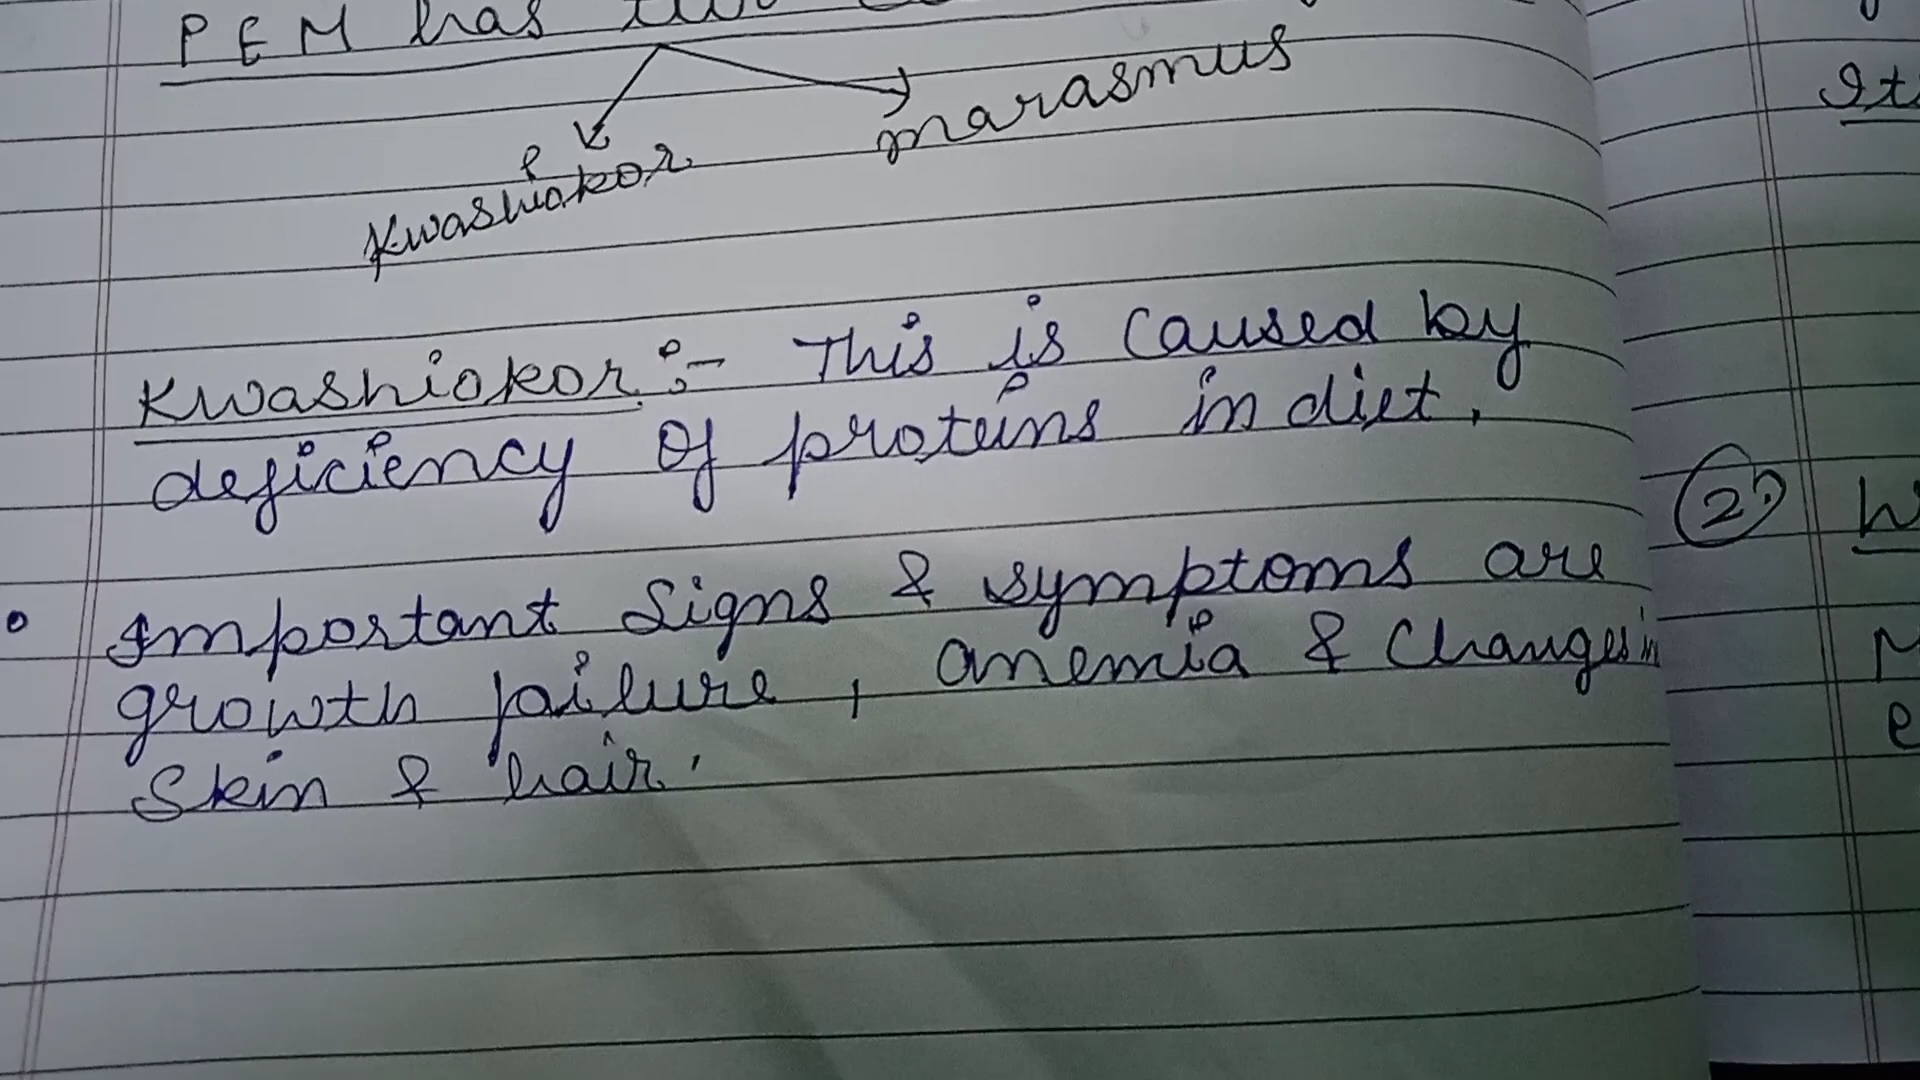 PEM has two
Kwashiokor
marasmus
Kwashiokor :- This is caused by
deficiency of proteins in diet.
• Important signs & symptoms are
growth failure, anemia & changes in
skin & hair.
It
2)